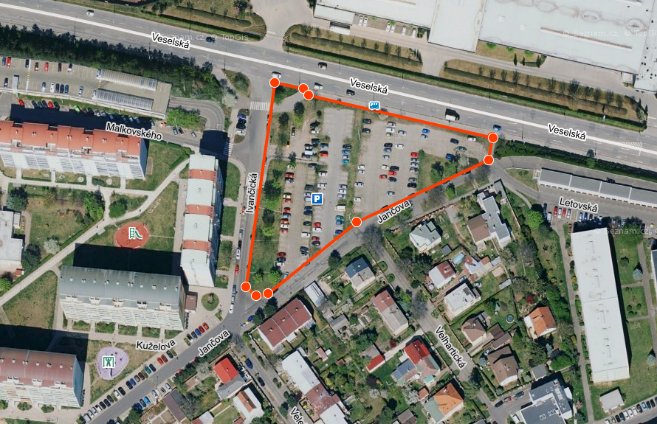 Veselská
Veselská
Veselská
Malkovského
Ivančická
P
Jančova
Letovská
Kuželova
Jančova
Velhartická